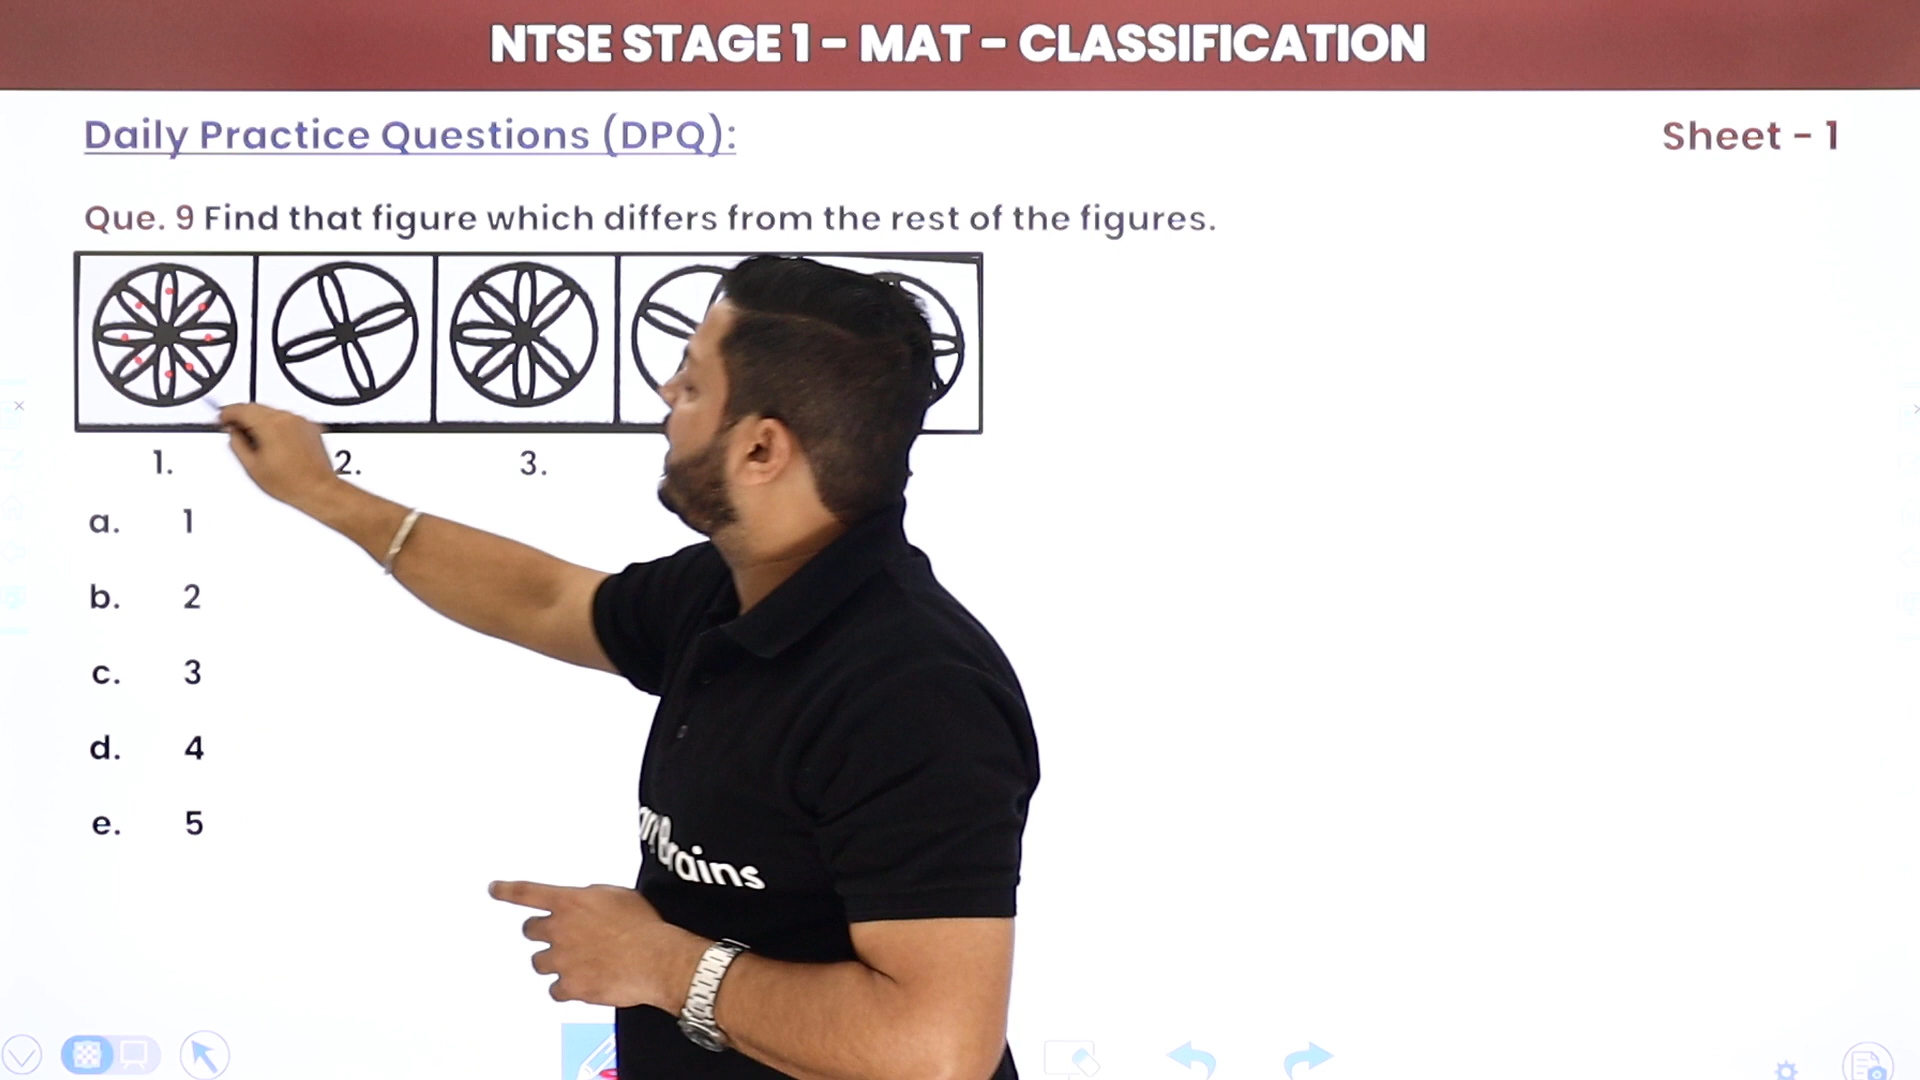 NTSE STAGE 1 - MAT - CLASSIFICATION
Daily Practice Questions (DPQ):
Sheet - 1
Que. 9 Find that figure which differs from the rest of the figures.
1. 2. 3.
a. 1
b. 2
c. 3
d. 4
e. 5
Brains